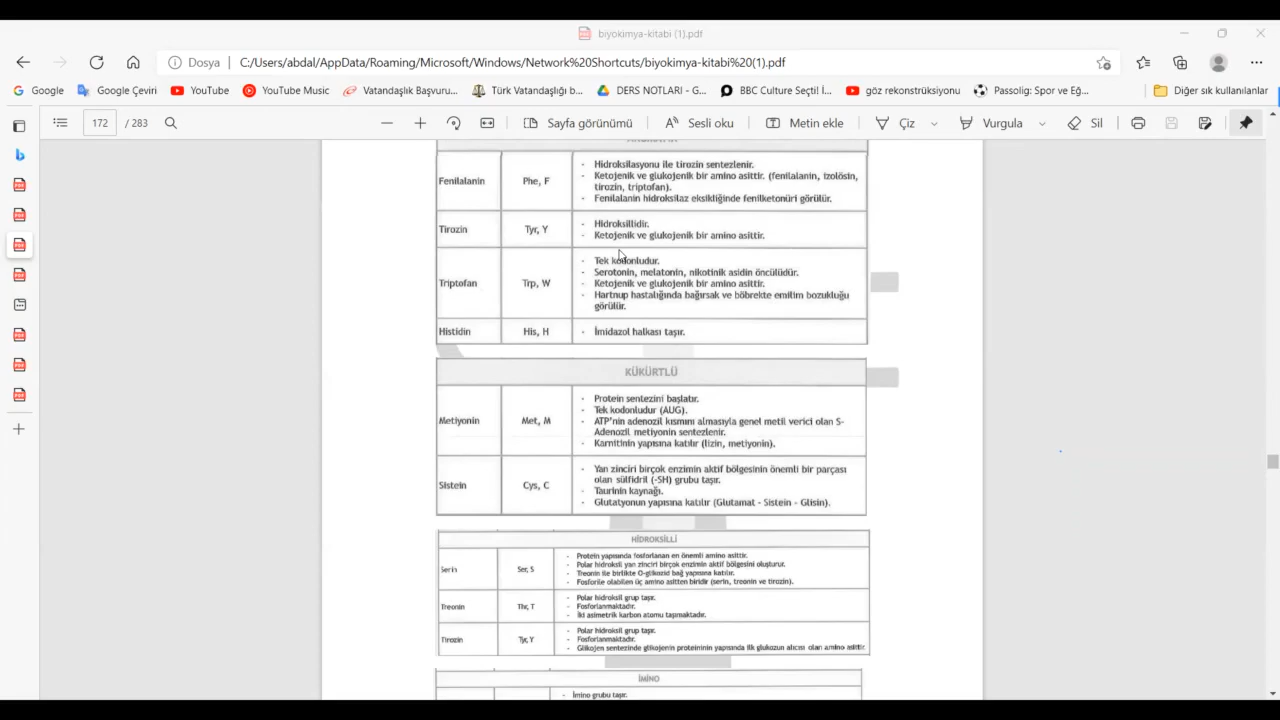 biyokimya-kitabi (1).pdf
Dosya
C:/Users/abdal/AppData/Roaming/Microsoft/Windows/Network%20Shortcuts/biyokimya-kitabi%20(1).pdf
Google
Google Çeviri
YouTube
YouTube Music
Vatandaşlık Başvuru...
Türk Vatandaşlığı b...
DERS NOTLARI - G...
BBC Culture Seçti! İ...
göz rekonstrüksiyonu
Passolig: Spor ve Eğ...
Diğer sık kullanılanlar
172 / 283
Sayfa görünümü
Sesli oku
Metin ekle
Çiz
Vurgula
Sil
Fenilalanin
Phe, F
- Hidroksilasyonu ile tirozin sentezlenir.
- Ketojenik ve glukojenik bir amino asittir. (fenilalanin, izolösin,
tirozin, triptofan).
- Fenilalanin hidroksilaz eksikliğinde fenilketonüri görülür.
Tirozin
Tyr, Y
- Hidroksillidir.
- Ketojenik ve glukojenik bir amino asittir.
Triptofan
Trp, W
- Tek kodonludur.
- Serotonin, melatonin, nikotinik asidin öncülüdür.
- Ketojenik ve glukojenik bir amino asittir.
- Hartnup hastalığında bağırsak ve böbrekte emilim bozukluğu
görülür.
Histidin
His, H
- İmidazol halkası taşır.
KÜKÜRTLÜ
Metiyonin
Met, M
- Protein sentezini başlatır.
- Tek kodonludur (AUG).
- ATP'nin adenozil kısmını almasıyla genel metil verici olan S-
Adenozil metiyonin sentezlenir.
- Karnitinin yapısına katılır (lizin, metiyonin).
Sistein
Cys, C
- Yan zinciri birçok enzimin aktif bölgesinin önemli bir parçası
olan sülfidril (-SH) grubu taşır.
- Taurinin kaynağı.
- Glutatyonun yapısına katılır (Glutamat - Sistein - Glisin).
HİDROKSİLLİ
Serin
Ser, S
- Protein yapısında fosforlanan en önemli amino asittir.
- Polar hidroksli yan zinciri birçok enzimin aktif bölgesini oluşturur.
- Treonin ile birlikte O-glikozid bağ yapısına katılır.
- Fosforile olabilen üç amino asitten biridir (serin, treonin ve tirozin).
Treonin
Thr, T
- Polar hidroksil grup taşır.
- Fosforlanmaktadır.
- İki asimetrik karbon atomu taşımaktadır.
Tirozin
Tyr, Y
- Polar hidroksil grup taşır.
- Fosforlanmaktadır.
- Glikojen sentezinde glikojenin proteininin yapısında ilk glukozun alıcısı olan amino asittir.
İMİNO
- İmino grubu taşır.